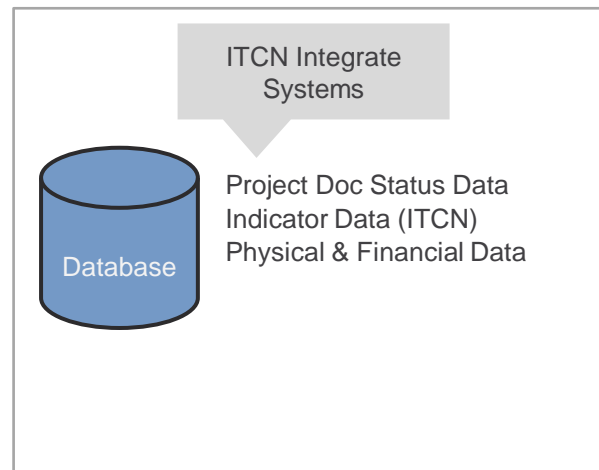 ITCN Integrate
Systems
Project Doc Status Data
Indicator Data (ITCN)
Physical & Financial Data
Database